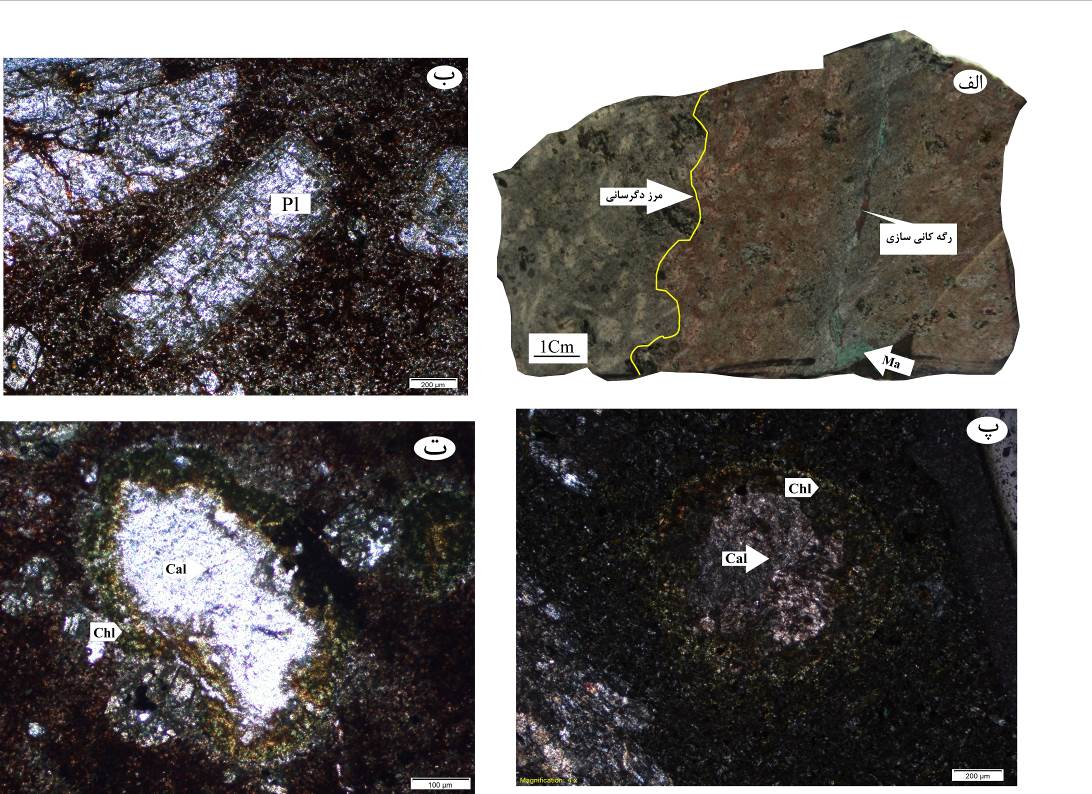 الف
مرز دگرسانی
رگه کانی سازی
1Cm
Ma
ب
Pl
200 µm
پ
Chl
Cal
Magnification: 4 x
200 µm
ت
Cal
Chl
100 µm